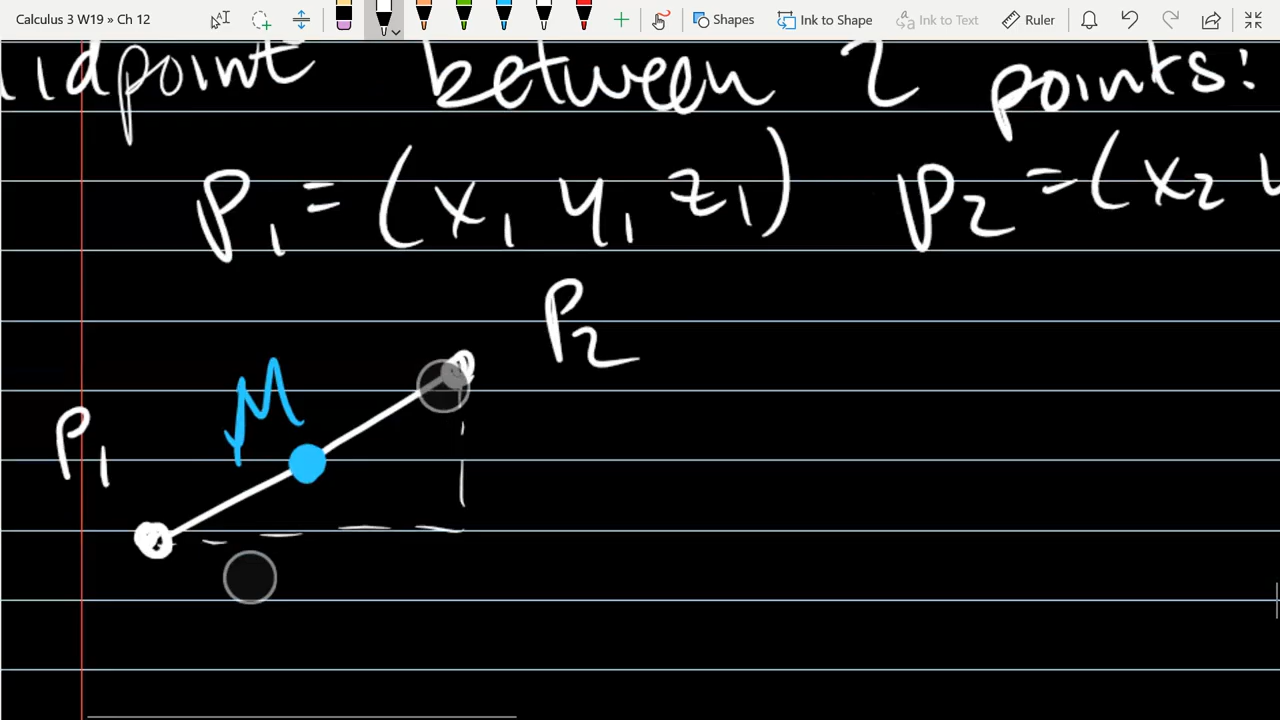 Calculus 3 W19 » Ch 12 Shapes Ink to Shape Ink to Text Ruler
idpoint between 2 points:
P1 = (x1 y1 z1) P2 = (x2 y
P2
M
P1